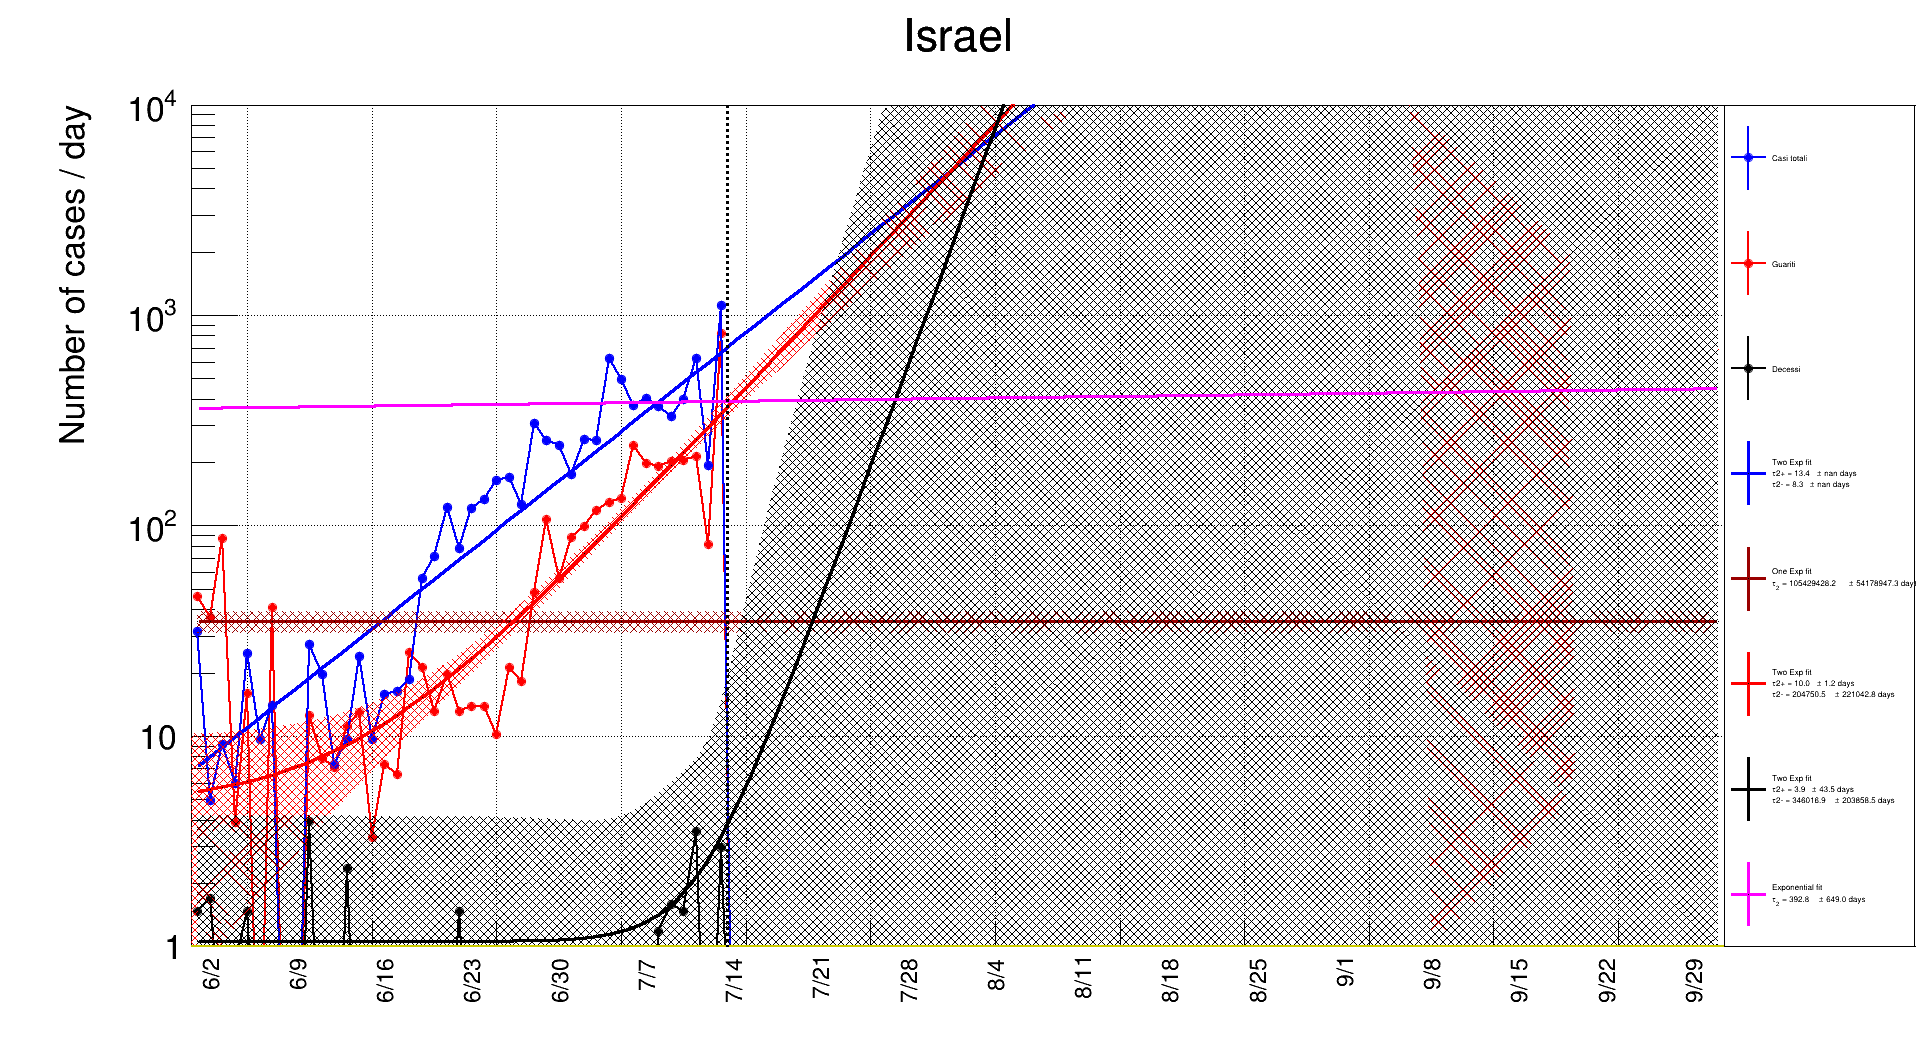 Israel
Number of cases / day
10^4
10^3
10^2
10
1
6/2
6/9
6/16
6/23
6/30
7/7
7/14
7/21
7/28
8/4
8/11
8/18
8/25
9/1
9/8
9/15
9/22
9/29
Casi totali
Guariti
Decessi
Two Exp fit
τ2+ = 13.4 ± nan days
τ2- = 8.3 ± nan days
One Exp fit
τ2 = 105429428.2 ± 54178947.3 day
Two Exp fit
τ2+ = 10.0 ± 1.2 days
τ2- = 204750.5 ± 221042.8 days
Two Exp fit
τ2+ = 3.9 ± 43.5 days
τ2- = 346016.9 ± 203858.5 days
Exponential fit
τ2 = 392.8 ± 649.0 days